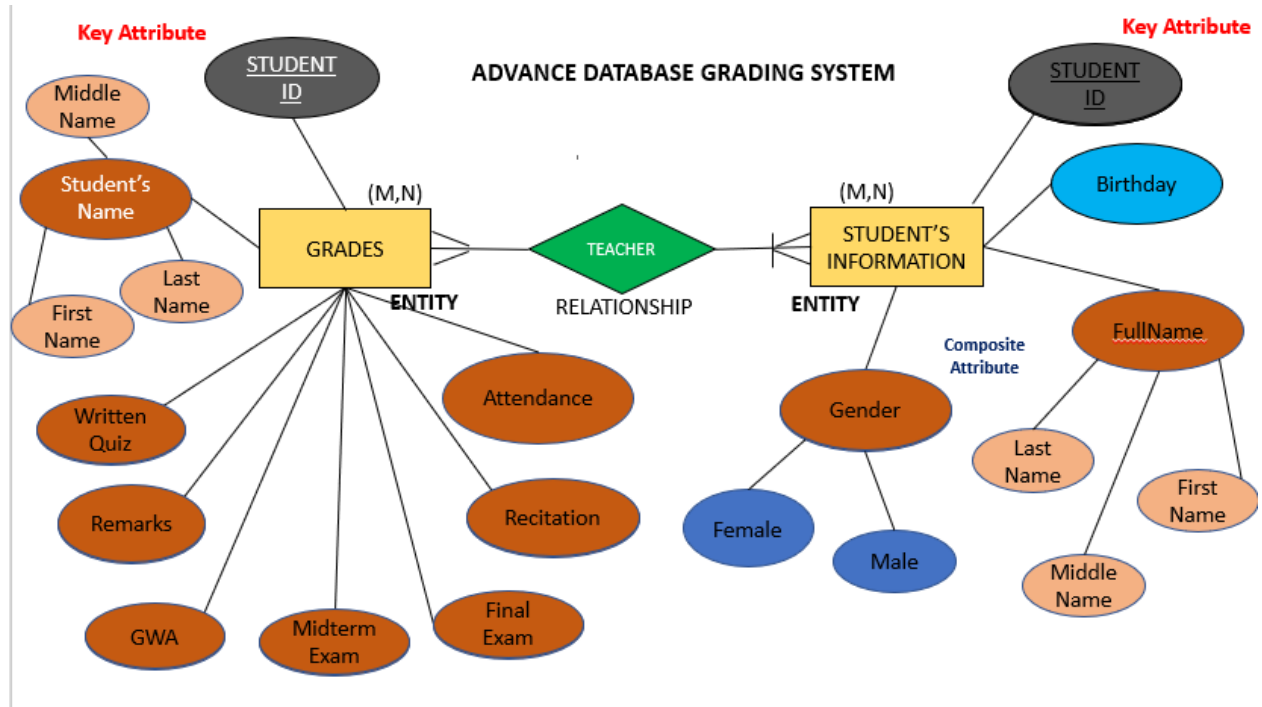 Key Attribute
Key Attribute
STUDENT
ID
ADVANCE DATABASE GRADING SYSTEM
STUDENT
ID
Middle
Name
Student's
Name
Birthday
(M,N)
(M,N)
GRADES
TEACHER
STUDENT'S
INFORMATION
Last
Name
First
Name
ENTITY
RELATIONSHIP
ENTITY
FullName
Composite
Attribute
Attendance
Gender
Written
Quiz
Last
Name
First
Name
Remarks
Recitation
Female
Male
Middle
Name
GWA
Midterm
Exam
Final
Exam